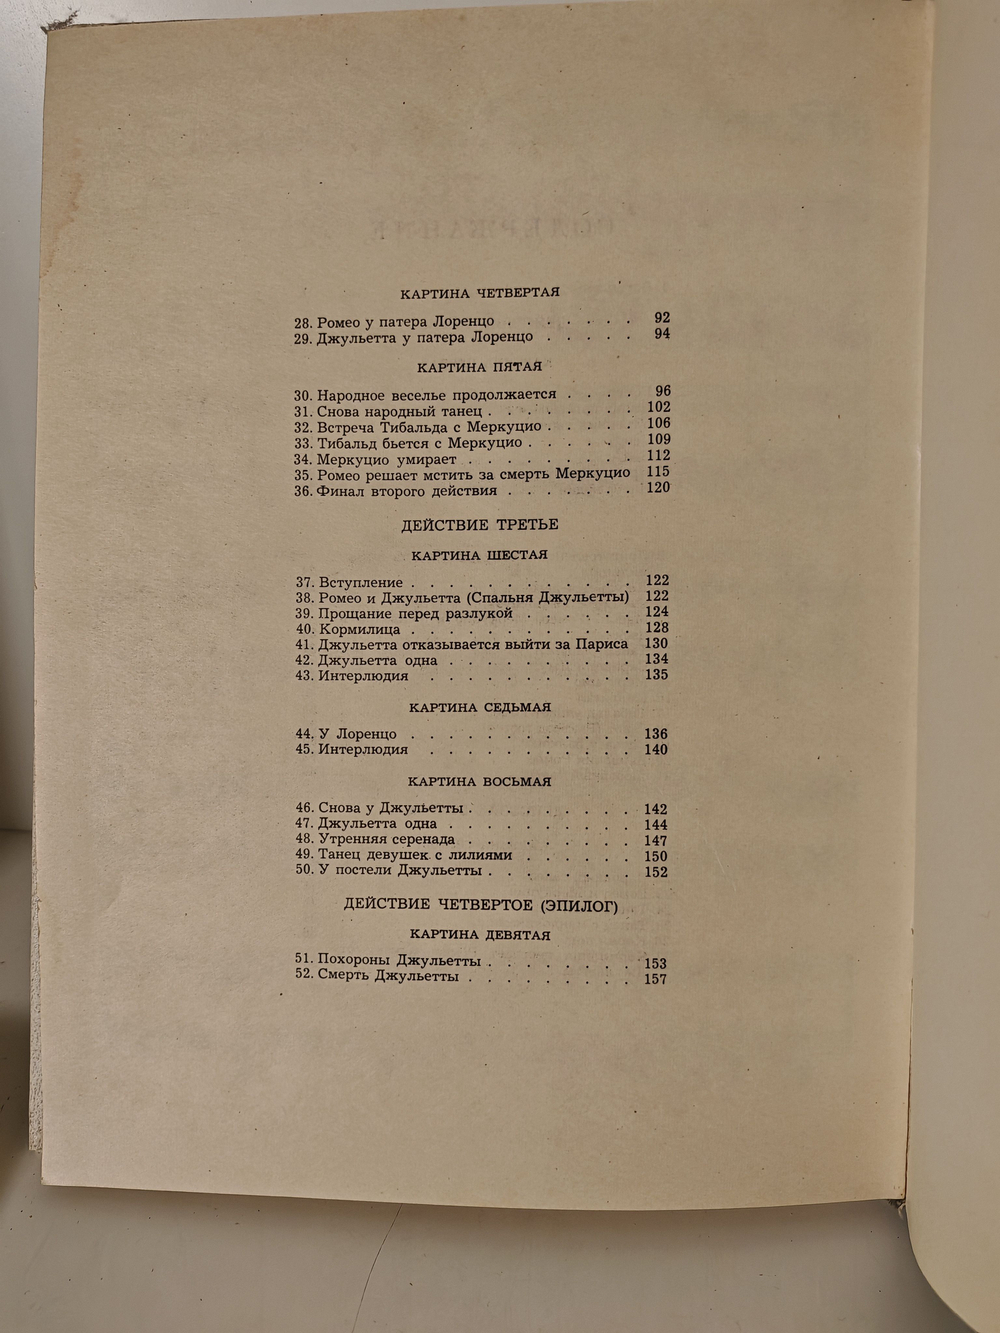 КАРТИНА ЧЕТВЕРТАЯ
28. Ромео у патера Лоренцо . . . . . . . 92
29. Джульетта у патера Лоренцо . . . . . 94
КАРТИНА ПЯТАЯ
30. Народное веселье продолжается . . . . 96
31. Снова народный танец . . . . . . . . 102
32. Встреча Тибальда с Меркуцио . . . . . 106
33. Тибальд бьется с Меркуцио . . . . . . 109
34. Меркуцио умирает . . . . . . . . . 112
35. Ромео решает мстить за смерть Меркуцио 115
36. Финал второго действия . . . . . . . 120
ДЕЙСТВИЕ ТРЕТЬЕ
КАРТИНА ШЕСТАЯ
37. Вступление . . . . . . . . . . . . 122
38. Ромео и Джульетта (Спальня Джульетты) 122
39. Прощание перед разлукой . . . . . . 124
40. Кормилица . . . . . . . . . . . . 128
41. Джульетта отказывается выйти за Париса 130
42. Джульетта одна . . . . . . . . . . 134
43. Интерлюдия . . . . . . . . . . . 135
КАРТИНА СЕДЬМАЯ
44. У Лоренцо . . . . . . . . . . . . 136
45. Интерлюдия . . . . . . . . . . . 140
КАРТИНА ВОСЬМАЯ
46. Снова у Джульетты . . . . . . . . . 142
47. Джульетта одна . . . . . . . . . . 144
48. Утренняя серенада . . . . . . . . . 147
49. Танец девушек с лилиями . . . . . . 150
50. У постели Джульетты . . . . . . . . 152
ДЕЙСТВИЕ ЧЕТВЕРТОЕ (ЭПИЛОГ)
КАРТИНА ДЕВЯТАЯ
51. Похороны Джульетты . . . . . . . . 153
52. Смерть Джульетты . . . . . . . . . 157